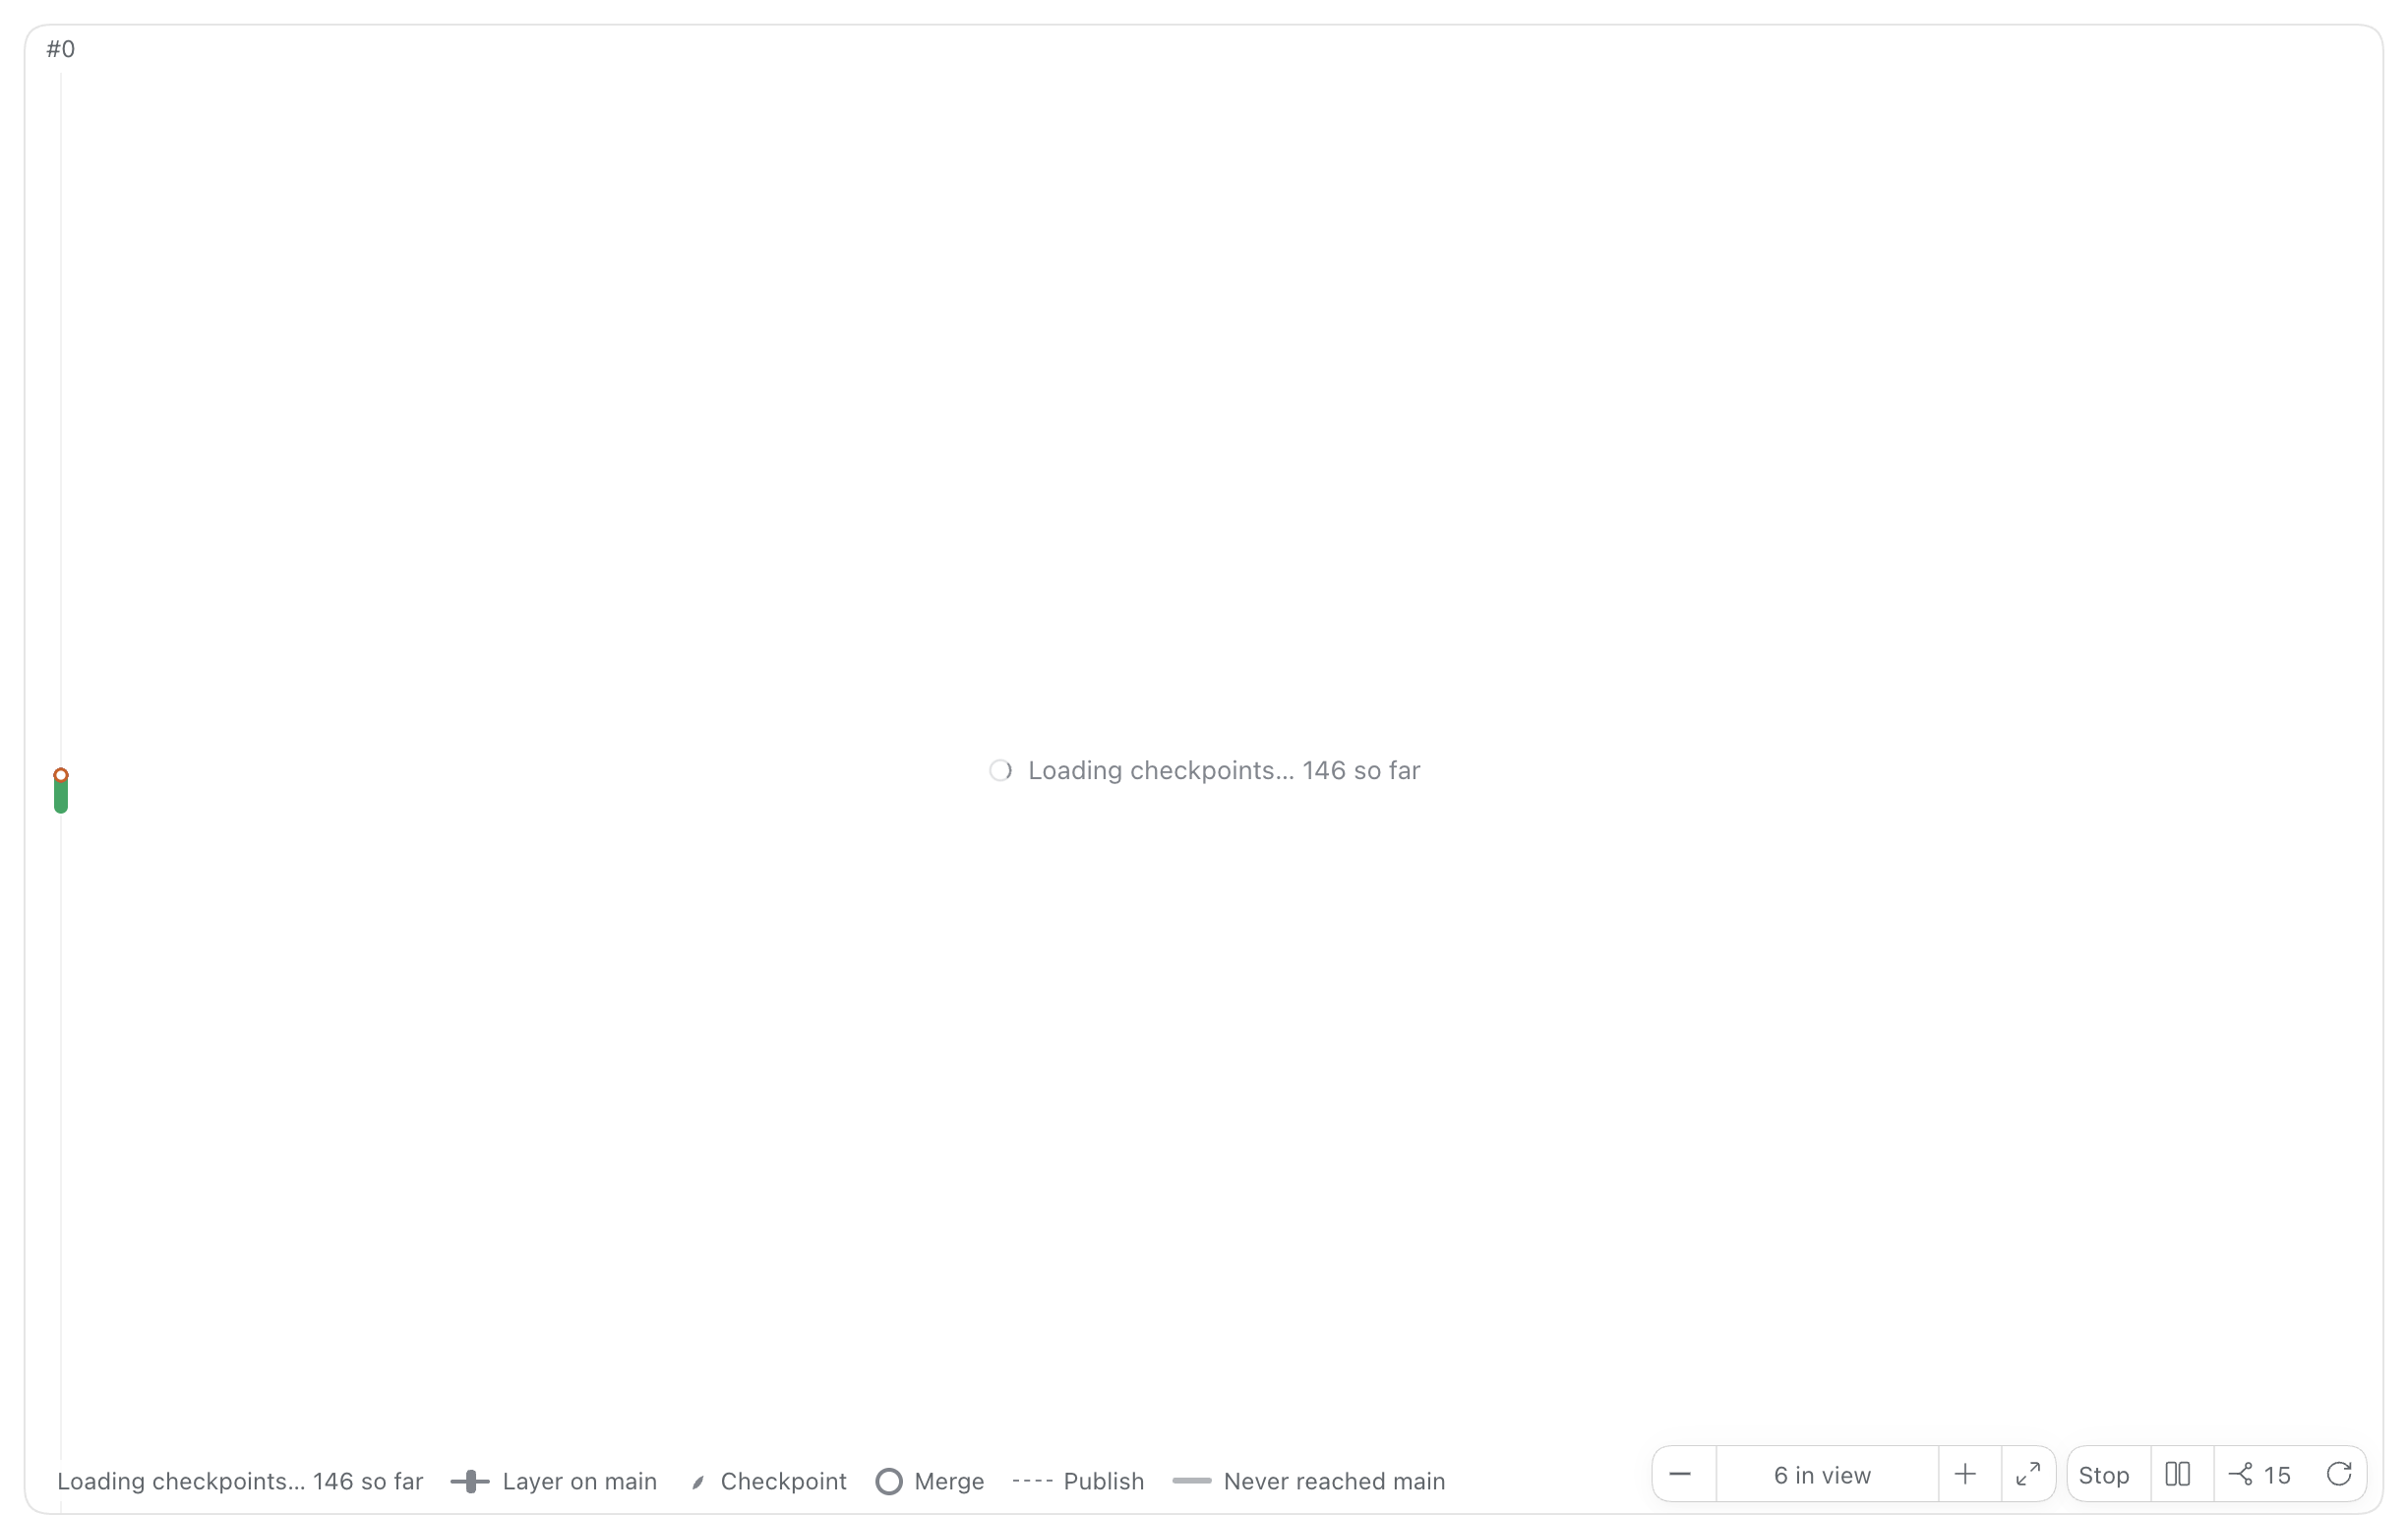 #0
Loading checkpoints... 146 so far
Loading checkpoints... 146 so far
Layer on main
Checkpoint
Merge
Publish
Never reached main
6 in view
Stop
15